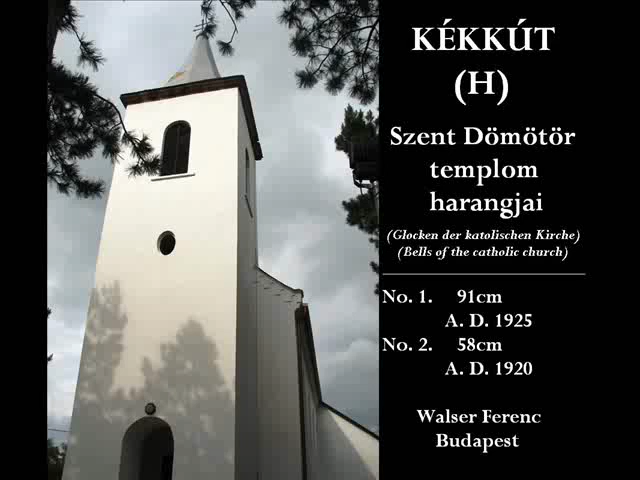 KÉKKÚT
(H)
Szent Dömötör
templom
harangjai
(Glocken der katolischen Kirche)
(Bells of the catholic church)
No. 1. 91cm
A. D. 1925
No. 2. 58cm
A. D. 1920
Walser Ferenc
Budapest